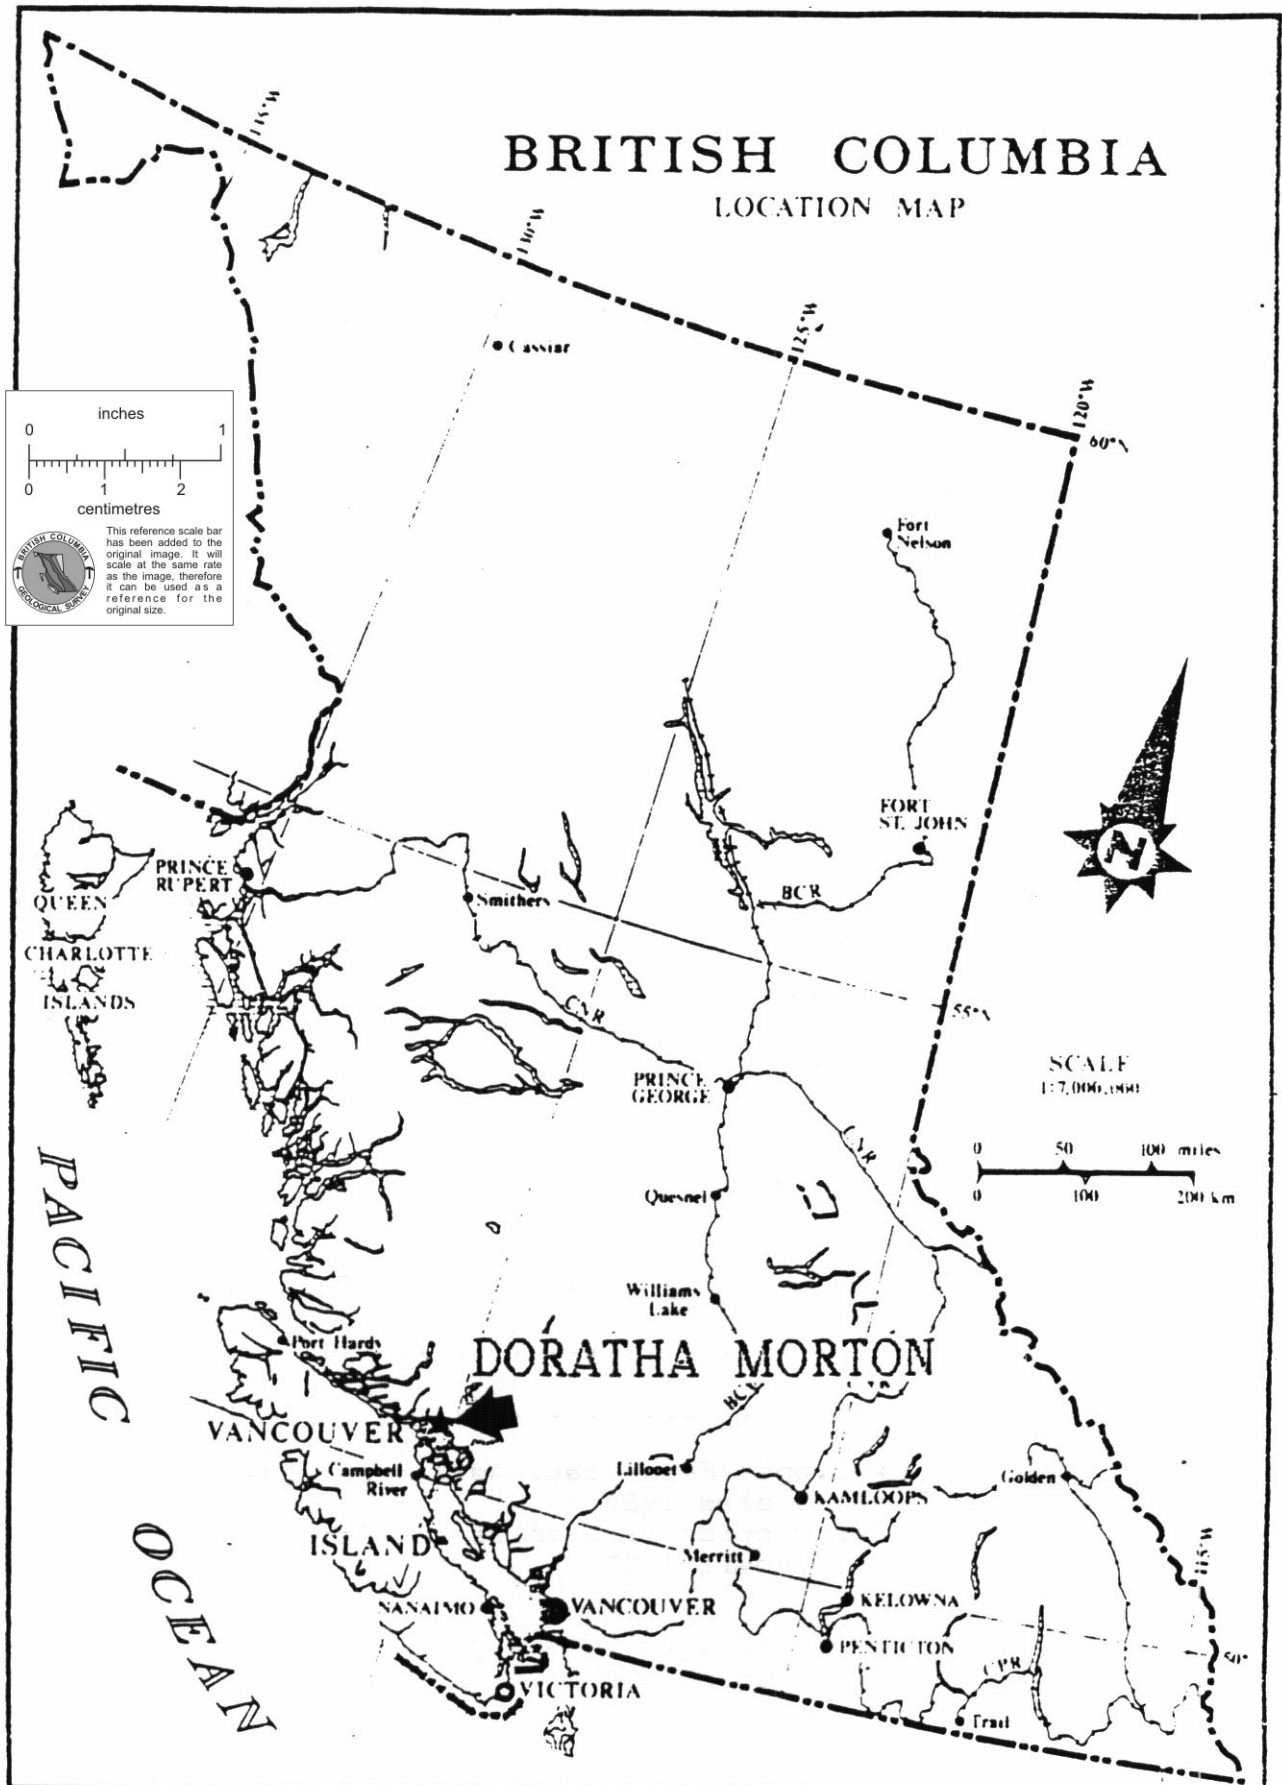 BRITISH COLUMBIA
LOCATION MAP
135°W
130°W
125°W
120°W
60°N
Cassiar
inches
0 1
0 1 2
centimetres
This reference scale bar
has been added to the
original image. It will
scale at the same rate
as the image, therefore
it can be used as a
reference for the
original size.
BRITISH COLUMBIA
GEOLOGICAL SURVEY
Fort
Nelson
FORT
ST. JOHN
BCR
N
PRINCE
RUPERT
QUEEN
CHARLOTTE
ISLANDS
Smithers
CNR
55°N
PRINCE
GEORGE
CNR
SCALE
0 50 100 miles
0 100 200 km
Quesnel
Williams
Lake
PACIFIC
OCEAN
Port Hardy
DORATHA MORTON
VANCOUVER
ISLAND
Campbell
River
Lillooet
KAMLOOPS
Golden
Merritt
115°W
KELOWNA
NANAIMO
VANCOUVER
PENTICTON
50°
CPR
VICTORIA
Trail